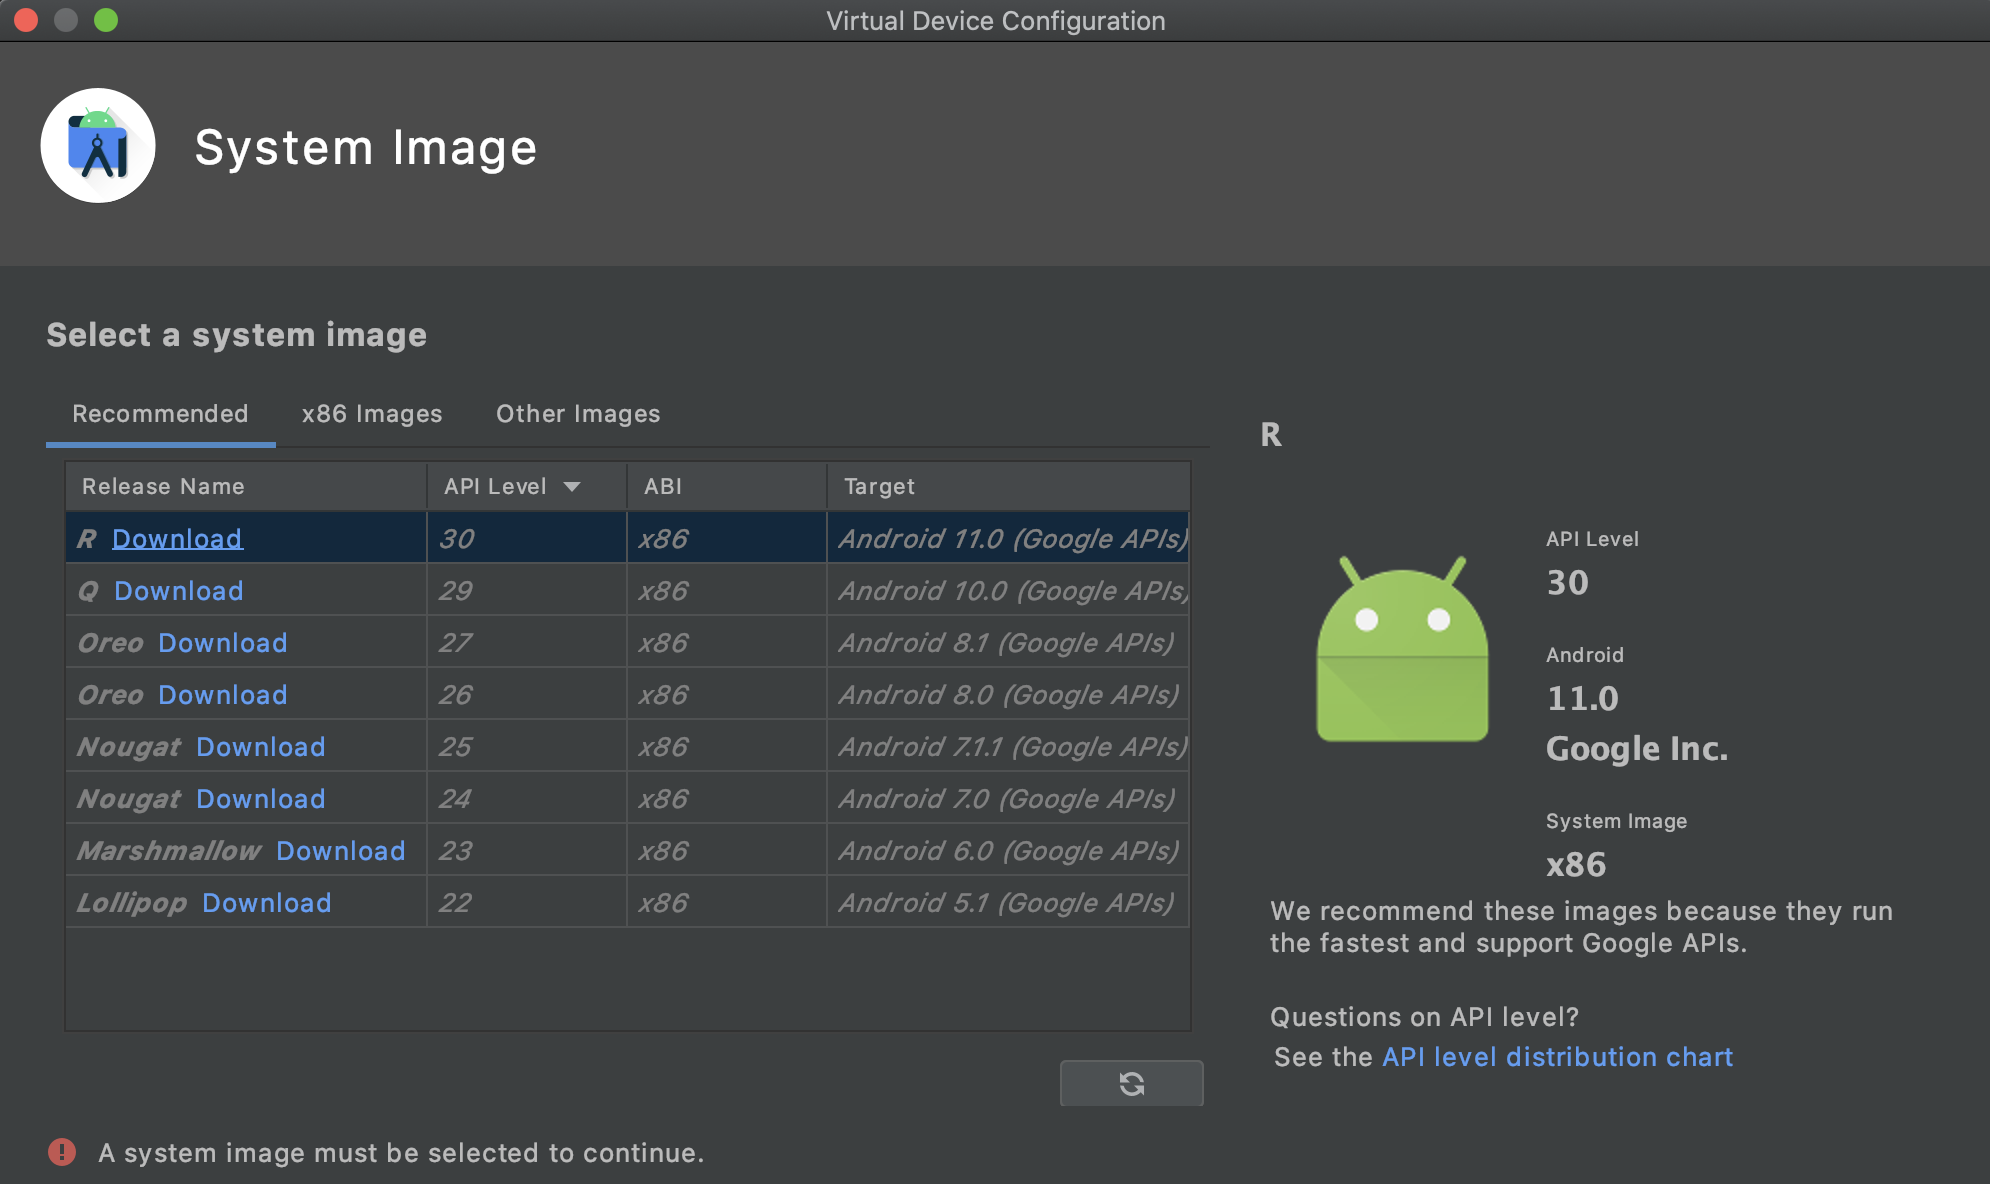 Virtual Device Configuration
System Image
Select a system image
Recommended x86 Images Other Images
Release Name API Level ABI Target
R Download 30 x86 Android 11.0 (Google APIs)
Q Download 29 x86 Android 10.0 (Google APIs)
Oreo Download 27 x86 Android 8.1 (Google APIs)
Oreo Download 26 x86 Android 8.0 (Google APIs)
Nougat Download 25 x86 Android 7.1.1 (Google APIs)
Nougat Download 24 x86 Android 7.0 (Google APIs)
Marshmallow Download 23 x86 Android 6.0 (Google APIs)
Lollipop Download 22 x86 Android 5.1 (Google APIs)
R
API Level
30
Android
11.0
Google Inc.
System Image
x86
We recommend these images because they run
the fastest and support Google APIs.
Questions on API level?
See the API level distribution chart
A system image must be selected to continue.